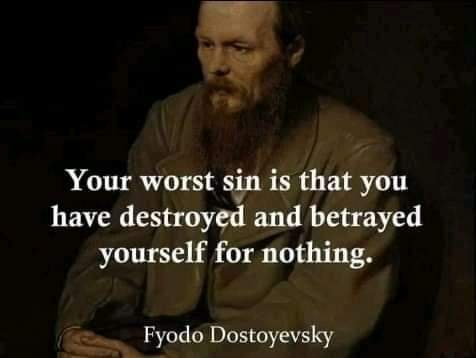 Your worst sin is that you
have destroyed and betrayed
yourself for nothing.
Fyodo Dostoyevsky